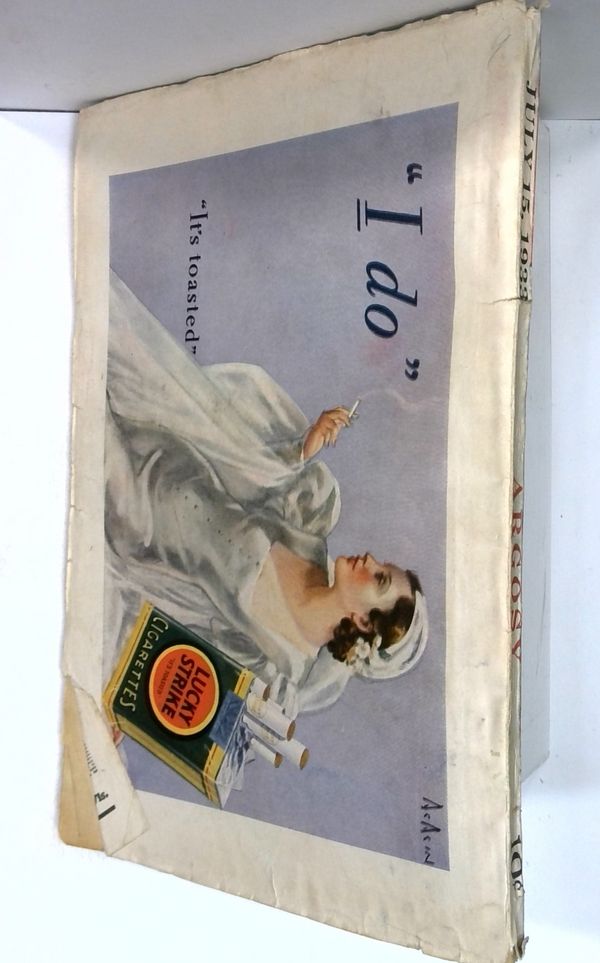 JULY 15, 1933
ARGOSY
10¢
"I do"
"It's toasted"
LUCKY
STRIKE
"IT'S TOASTED"
CIGARETTES